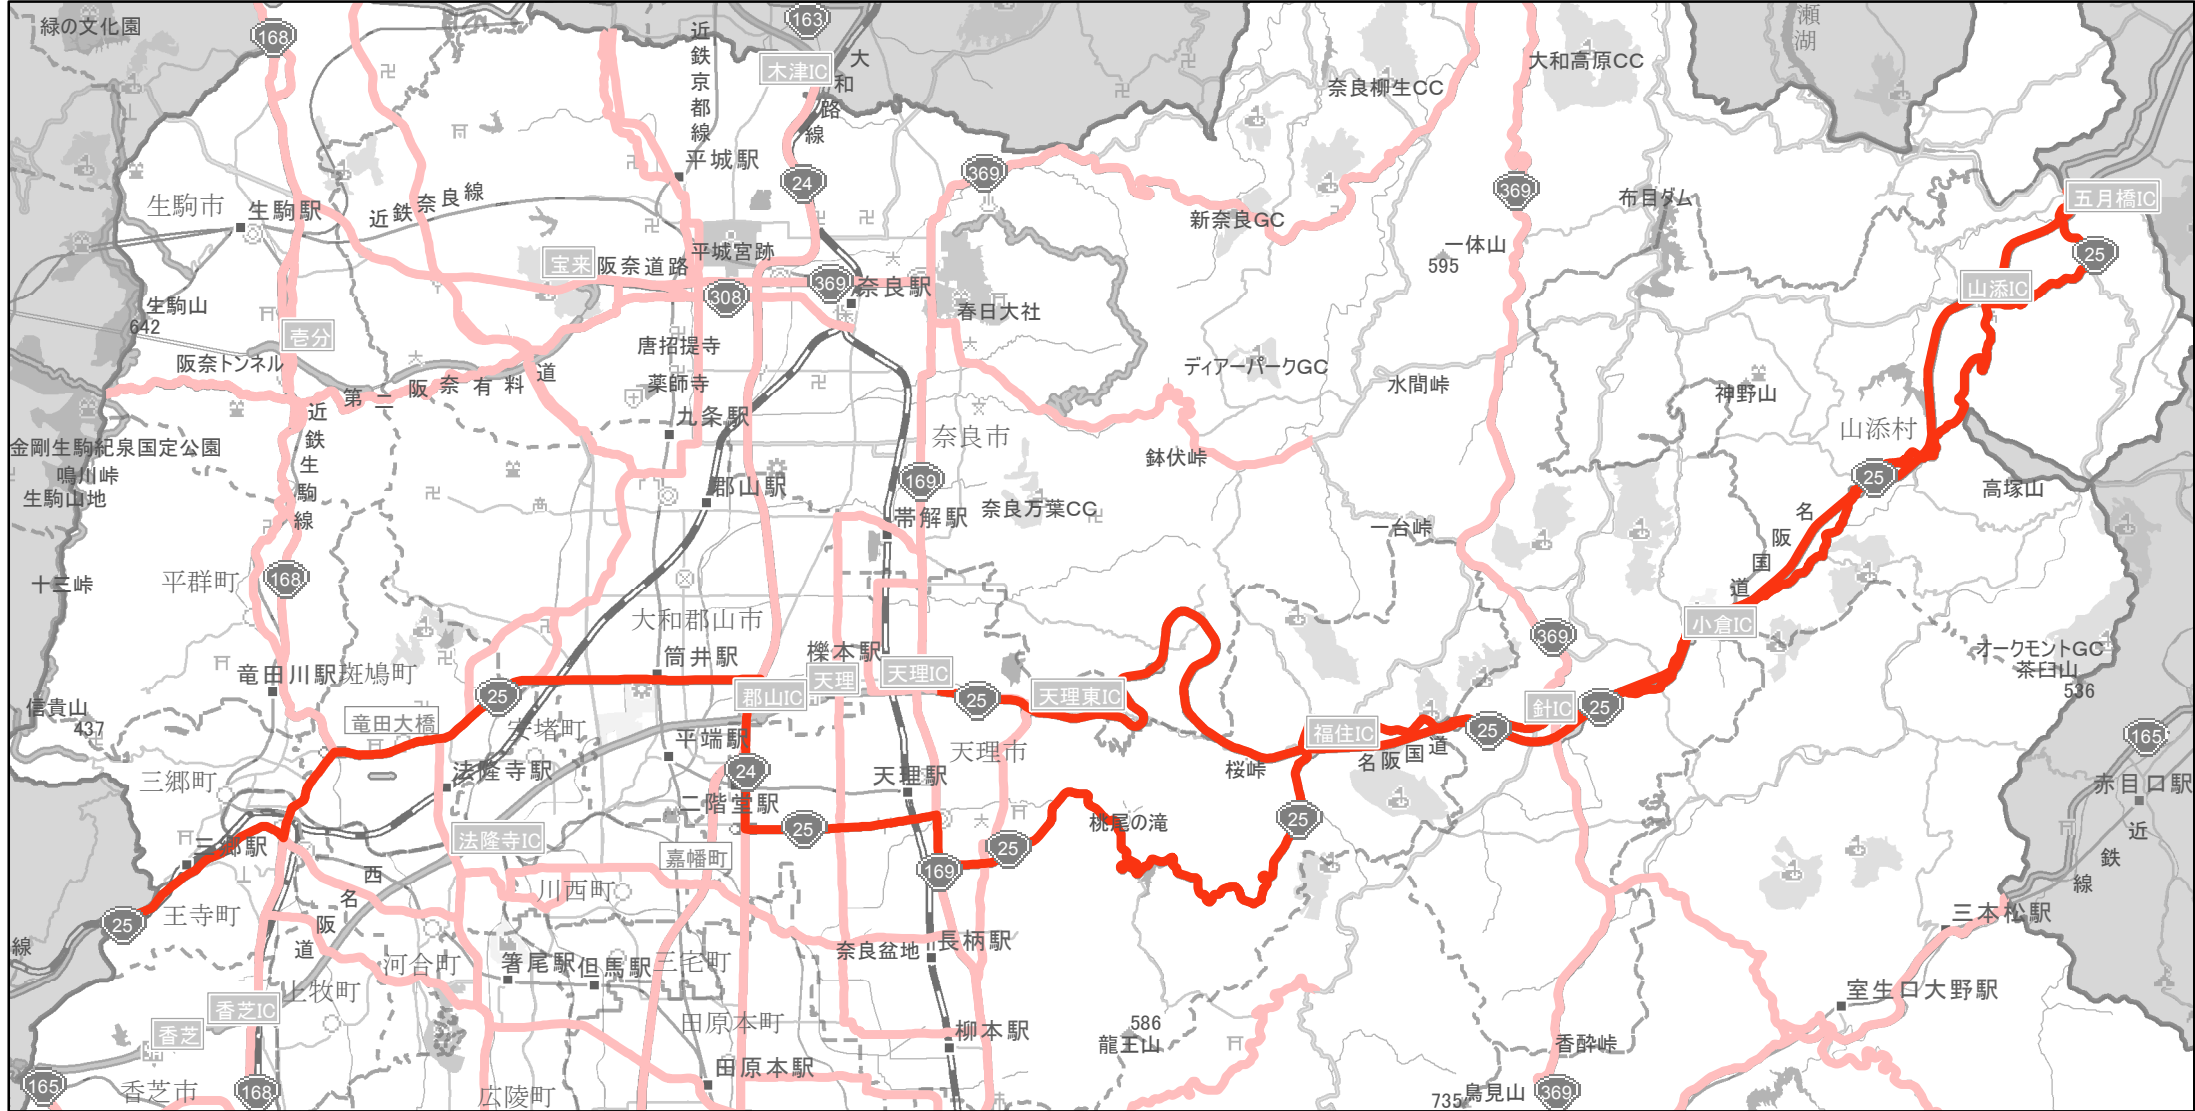 緑の文化園
168
近鉄京都線
163
木津IC
大和路線
奈良柳生CC
大和高原CC
瀬湖
平城駅
24
369
369
布目ダム
五月橋IC
生駒市
生駒駅
近鉄奈良線
新奈良GC
一体山
595
25
宝来
阪奈道路
平城宮跡
308
369
奈良駅
山添IC
生駒山
642
壱分
春日大社
阪奈トンネル
唐招提寺
薬師寺
ディアーパークGC
水間峠
神野山
第二阪奈有料道
近鉄生駒線
九条駅
奈良市
山添村
金剛生駒紀泉国定公園
鳴川峠
生駒山地
鉢伏峠
郡山駅
169
25
高塚山
帯解駅
奈良万葉CC
一台峠
名阪国道
十三峠
平群町
168
大和郡山市
小倉IC
369
竜田川駅
斑鳩町
筒井駅
櫟本駅
天理
天理IC
オークモントGC
茶臼山
536
信貴山
437
25
郡山IC
25
天理東IC
針IC
25
竜田大橋
安堵町
平端駅
天理市
福住IC
25
165
三郷町
法隆寺駅
24
天理駅
桜峠
名阪国道
赤目口駅
二階堂駅
25
桃尾の滝
25
三郷駅
法隆寺IC
嘉幡町
25
169
近鉄線
西名阪道
川西町
王寺町
25
三本松駅
線
河合町
箸尾駅
但馬駅
三宅町
奈良盆地
長柄駅
上牧町
香芝IC
室生口大野駅
香芝
田原本町
柳本駅
586
龍王山
香酔峠
165
香芝市
168
広陵町
田原本駅
735
鳥見山
369